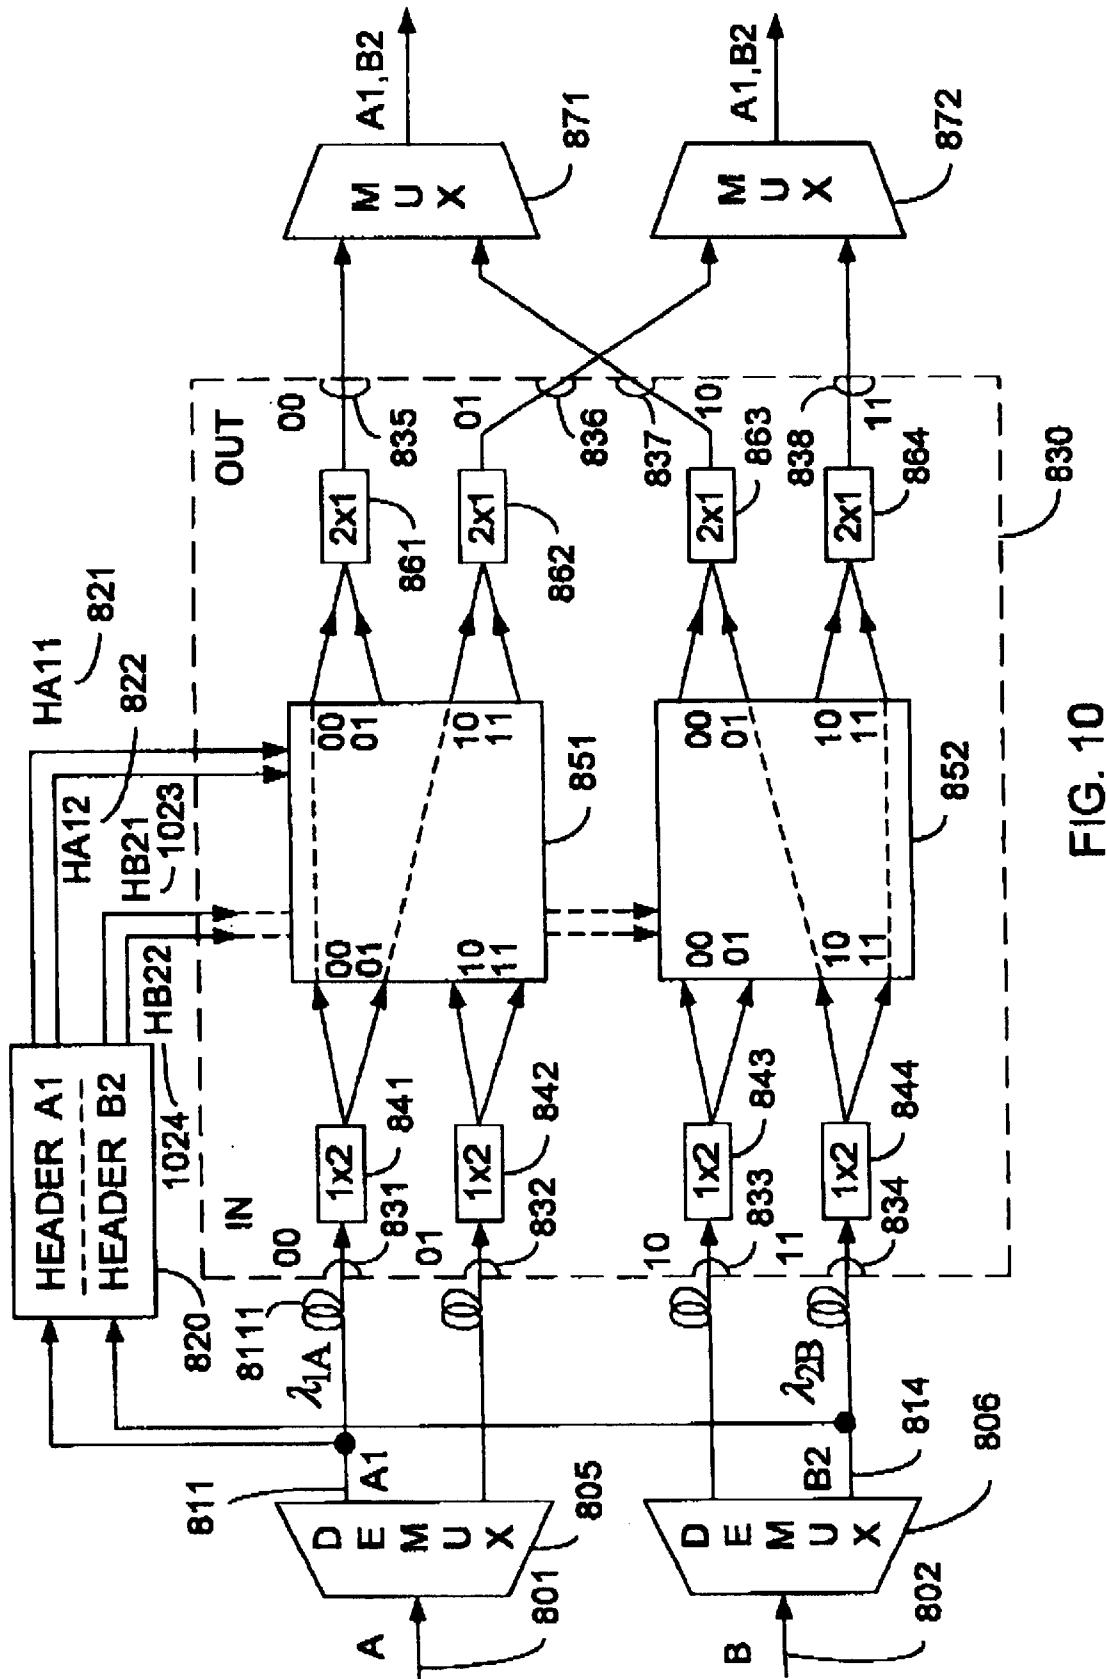 HEADER A1
HEADER B2
820
HA11
821
HA12
822
HB21
1023
HB22
1024
IN
OUT
A
801
D E M U X
805
811
A1
λ1A
8111
00
831
1x2
841
01
832
1x2
842
00
01
10
11
00
01
10
11
851
2x1
861
00
835
2x1
862
01
836
M U X
871
A1,B2
B
802
D E M U X
806
B2
814
λ2B
10
833
1x2
843
11
834
1x2
844
00
01
10
11
00
01
10
11
852
2x1
863
10
837
2x1
864
11
838
830
M U X
872
A1,B2
FIG. 10